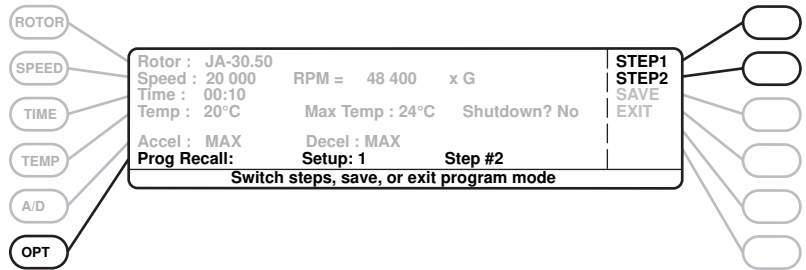 ROTOR
SPEED
TIME
TEMP
A/D
OPT
Rotor : JA-30.50
Speed : 20 000 RPM = 48 400 x G
Time : 00:10
Temp : 20°C Max Temp : 24°C Shutdown? No
Accel : MAX Decel : MAX
Prog Recall: Setup: 1 Step #2
STEP1
STEP2
SAVE
EXIT
Switch steps, save, or exit program mode